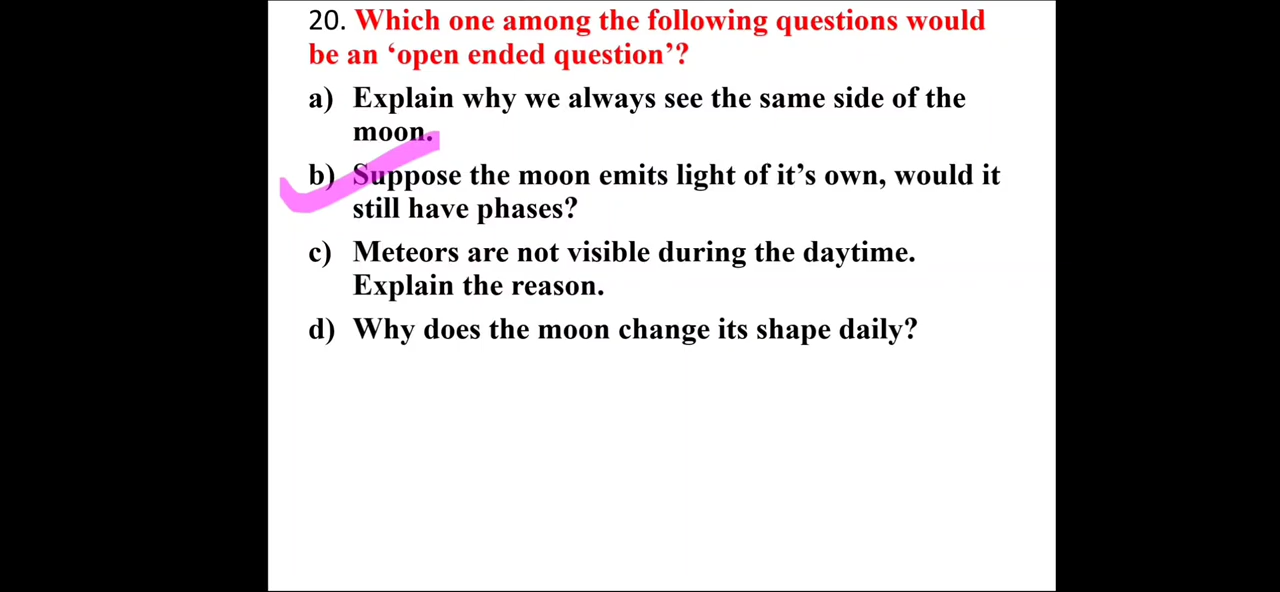 20. Which one among the following questions would
be an ‘open ended question’?
a) Explain why we always see the same side of the
moon.
b) Suppose the moon emits light of it’s own, would it
still have phases?
c) Meteors are not visible during the daytime.
Explain the reason.
d) Why does the moon change its shape daily?